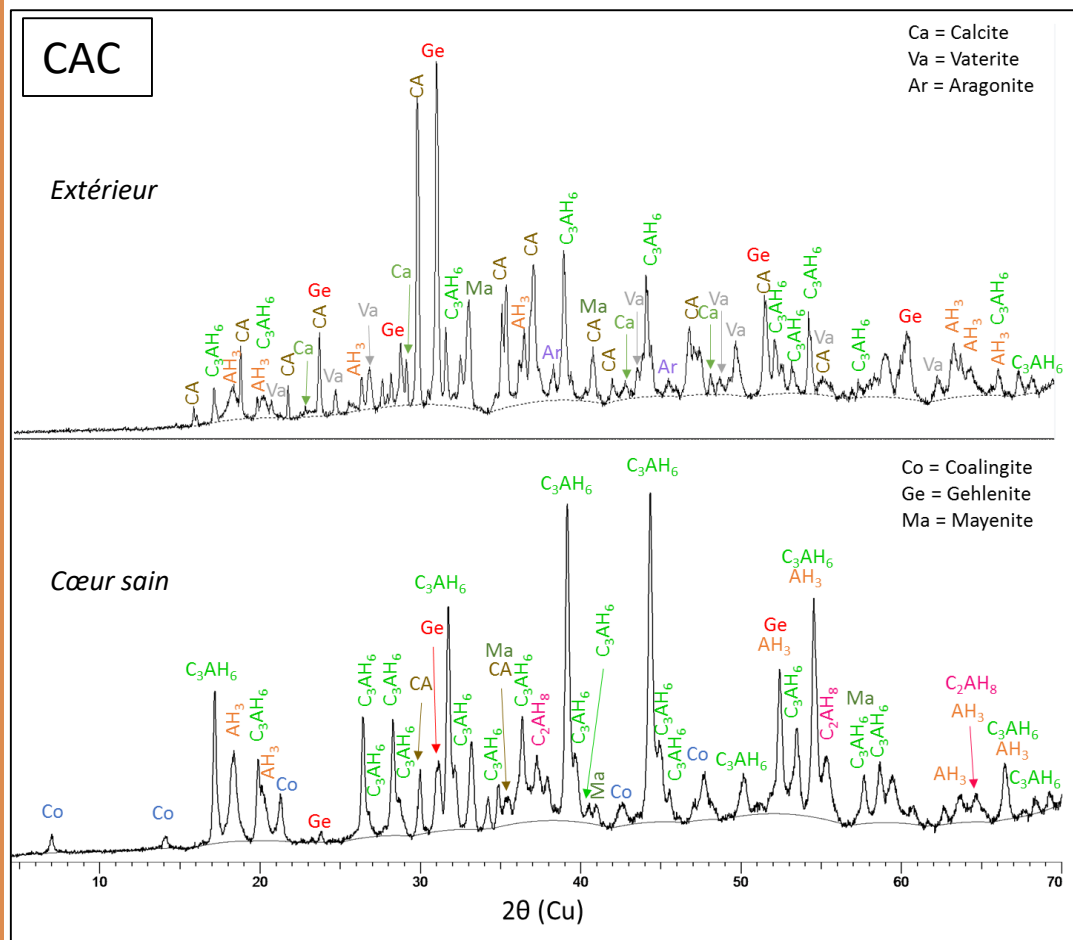 CAC
Ca = Calcite
Va = Vaterite
Ar = Aragonite
Extérieur
CA
C₃AH₆
AH₃
CA
AH₃
C₃AH₆
Va
CA
Ca
Ge
CA
Va
AH₃
Va
Ge
Ca
CA
Ge
C₃AH₆
Ma
CA
CA
AH₃
CA
Ar
C₃AH₆
Ma
CA
CA
Ca
Va
C₃AH₆
Ar
CA
Ca
Va
Va
Ge
CA
C₃AH₆
C₃AH₆
C₃AH₆
Va
CA
C₃AH₆
Ge
Va
AH₃
AH₃
C₃AH₆
AH₃
C₃AH₆
Co = Coalingite
Ge = Gehlenite
Ma = Mayenite
Cœur sain
Co
Co
C₃AH₆
AH₃
C₃AH₆
AH₃
Co
Ge
C₃AH₆
C₃AH₆
C₃AH₆
C₃AH₆
CA
Ge
C₃AH₆
C₃AH₆
C₃AH₆
Ma
CA
C₃AH₆
C₂AH₈
C₃AH₆
C₃AH₆
C₃AH₆
Ma
Co
C₃AH₆
C₃AH₆
C₃AH₆
Co
C₃AH₆
Ge
AH₃
C₃AH₆
C₃AH₆
AH₃
C₂AH₈
Ma
C₃AH₆
C₃AH₆
AH₃
C₂AH₈
AH₃
C₃AH₆
AH₃
C₃AH₆
10 20 30 40 50 60 70
2θ (Cu)